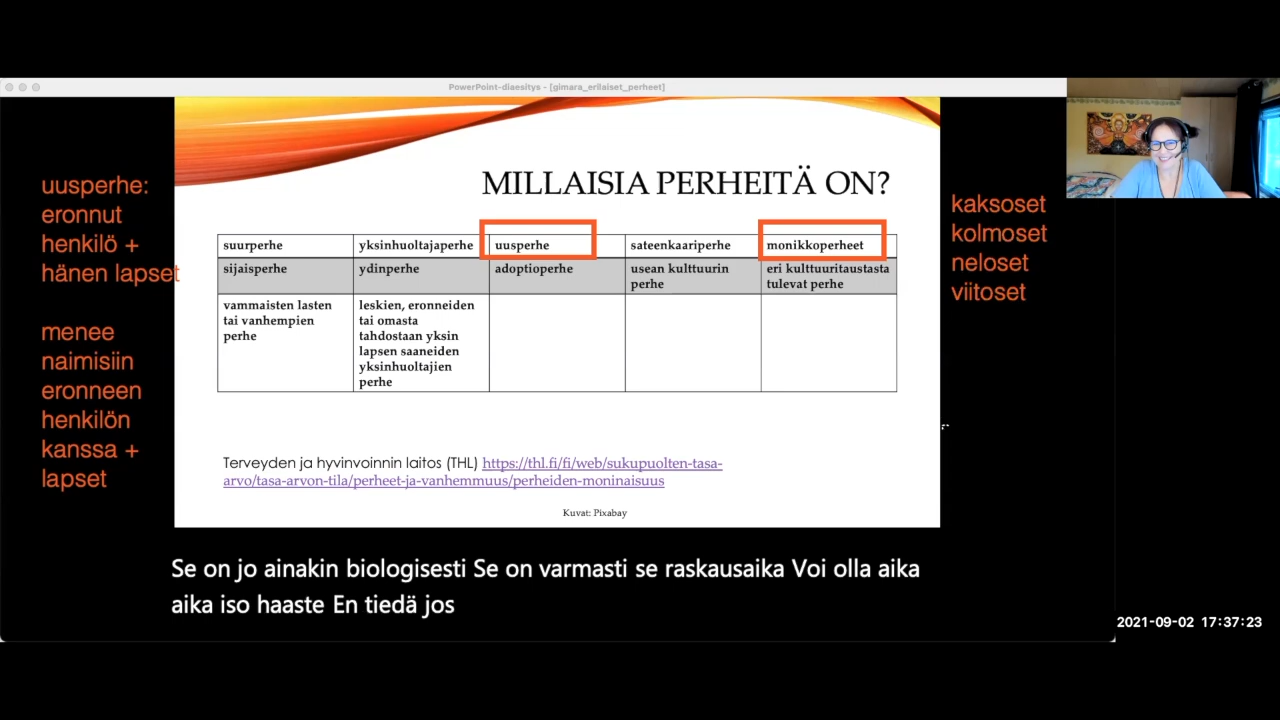 PowerPoint-diaesitys - [gimara_erilaiset_perheet]
uusperhe:
eronnut
henkilö +
hänen lapset
menee
naimisiin
eronneen
henkilön
kanssa +
lapset
MILLAISIA PERHEITÄ ON?
suurperhe
yksinhuoltajaperhe
uusperhe
sateenkaariperhe
monikkoperheet
sijaisperhe
ydinperhe
adoptioperhe
usean kulttuurin
perhe
eri kulttuuritaustasta
tulevat perhe
vammaisten lasten
tai vanhempien
perhe
leskien, eronneiden
tai omasta
tahdostaan yksin
lapsen saaneiden
yksinhuoltajien
perhe
Terveyden ja hyvinvoinnin laitos (THL) https://thl.fi/fi/web/sukupuolten-tasa-
arvo/tasa-arvon-tila/perheet-ja-vanhemmuus/perheiden-moninaisuus
Kuvat: Pixabay
kaksoset
kolmoset
neloset
viitoset
Se on jo ainakin biologisesti Se on varmasti se raskausaika Voi olla aika
aika iso haaste En tiedä jos
2021-09-02 17:37:23